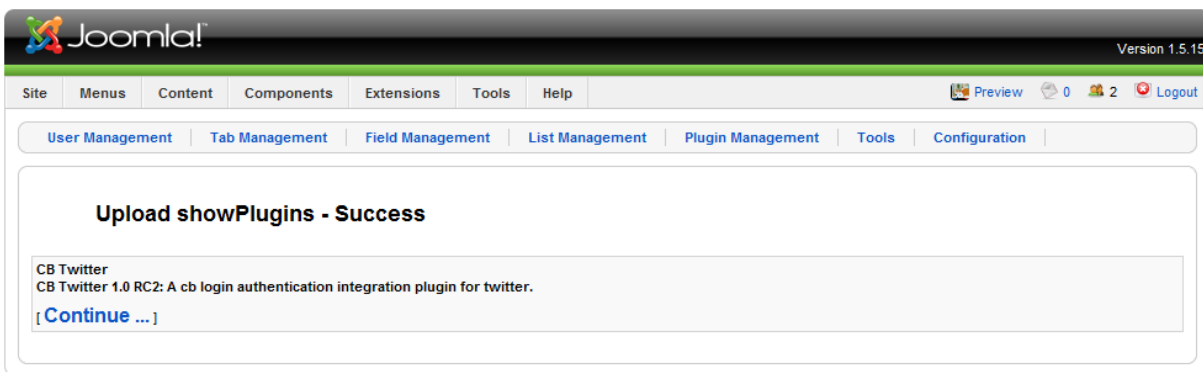 Joomla!
Version 1.5.15
Site Menus Content Components Extensions Tools Help Preview 0 2 Logout
User Management Tab Management Field Management List Management Plugin Management Tools Configuration
Upload showPlugins - Success
CB Twitter
CB Twitter 1.0 RC2: A cb login authentication integration plugin for twitter.
[ Continue ... ]